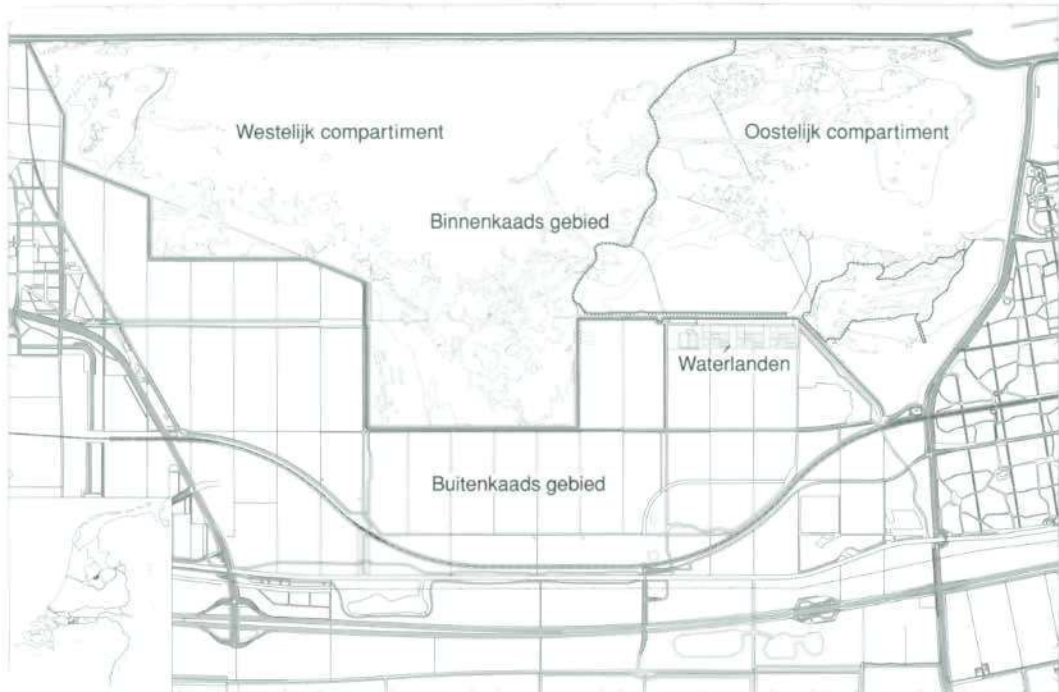 Westelijk compartiment
Oostelijk compartiment
Binnenkaads gebied
Waterlanden
Buitenkaads gebied